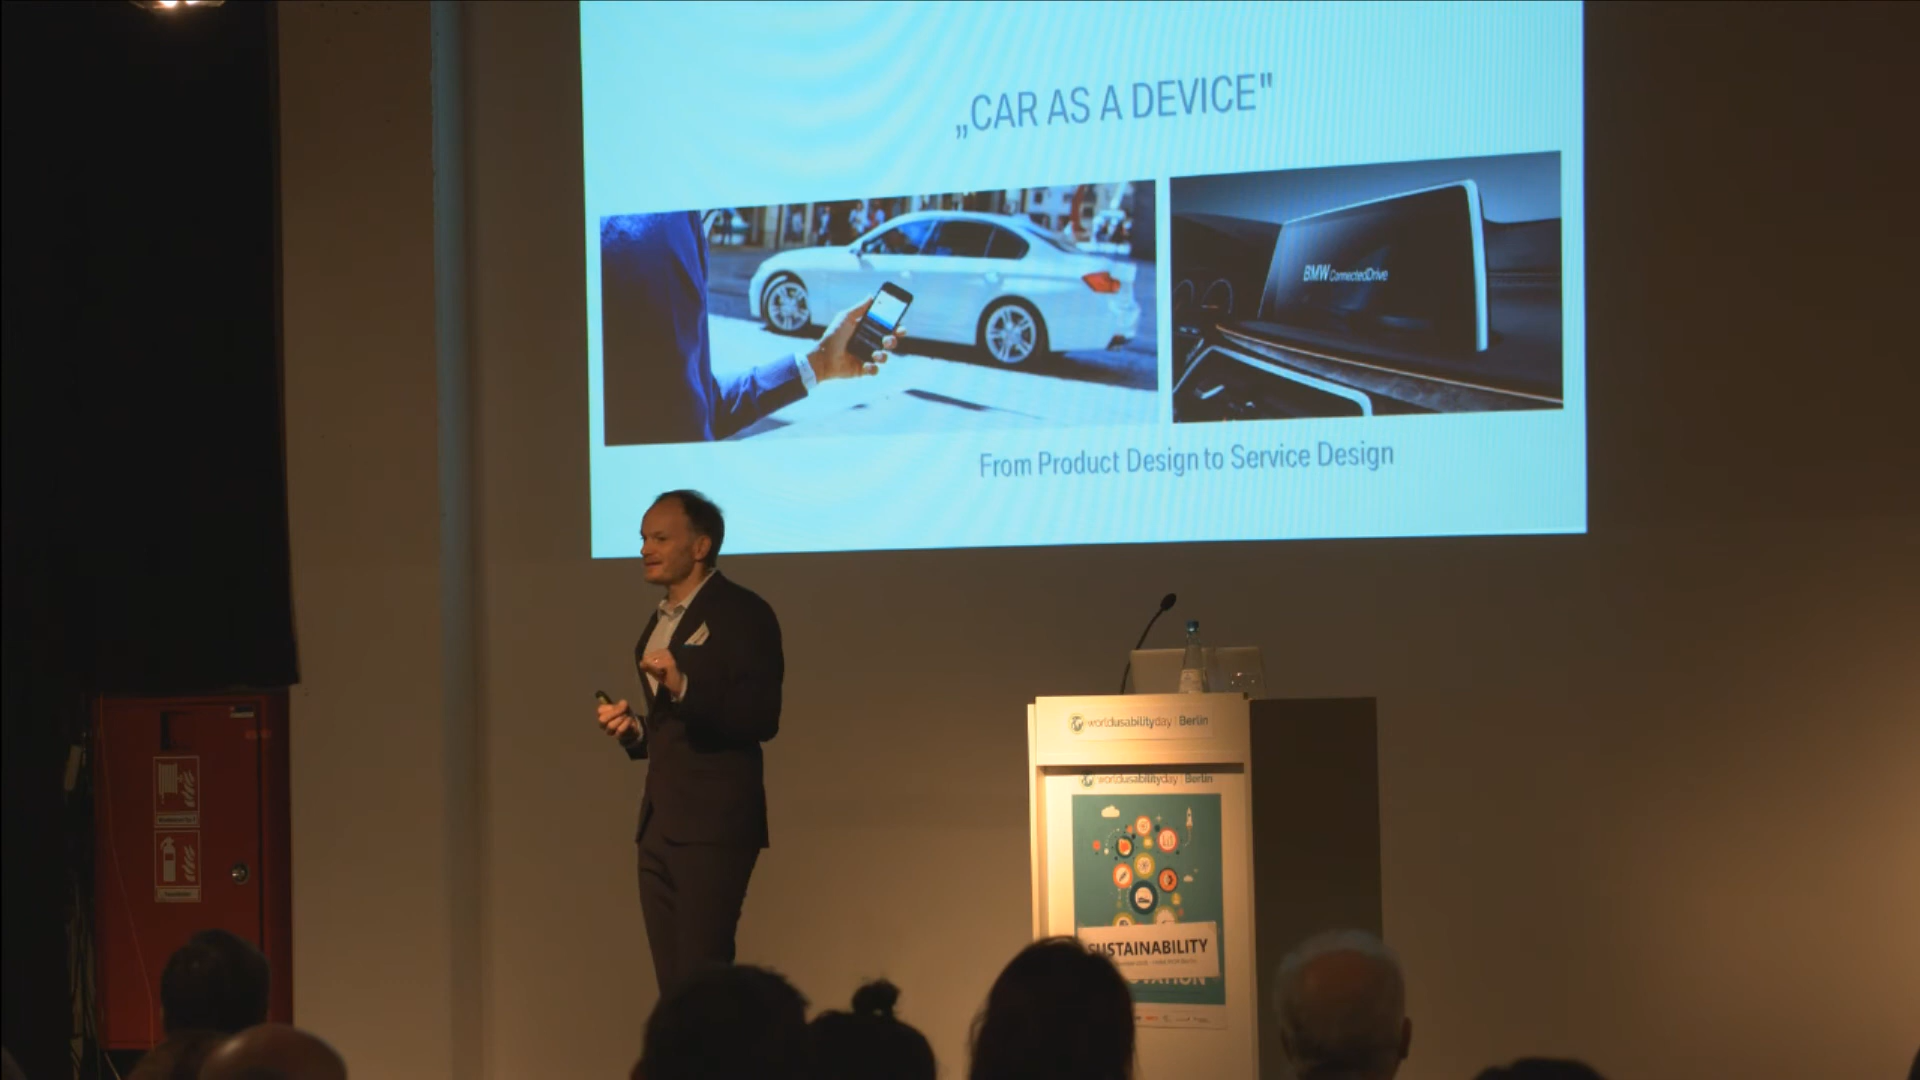 „CAR AS A DEVICE"
BMW ConnectedDrive
From Product Design to Service Design
worldusabilityday | Berlin
worldusabilityday | Berlin
SUSTAINABILITY